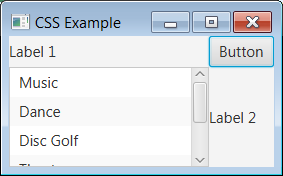 CSS Example
Label 1
Button
Music
Dance
Disc Golf
Label 2